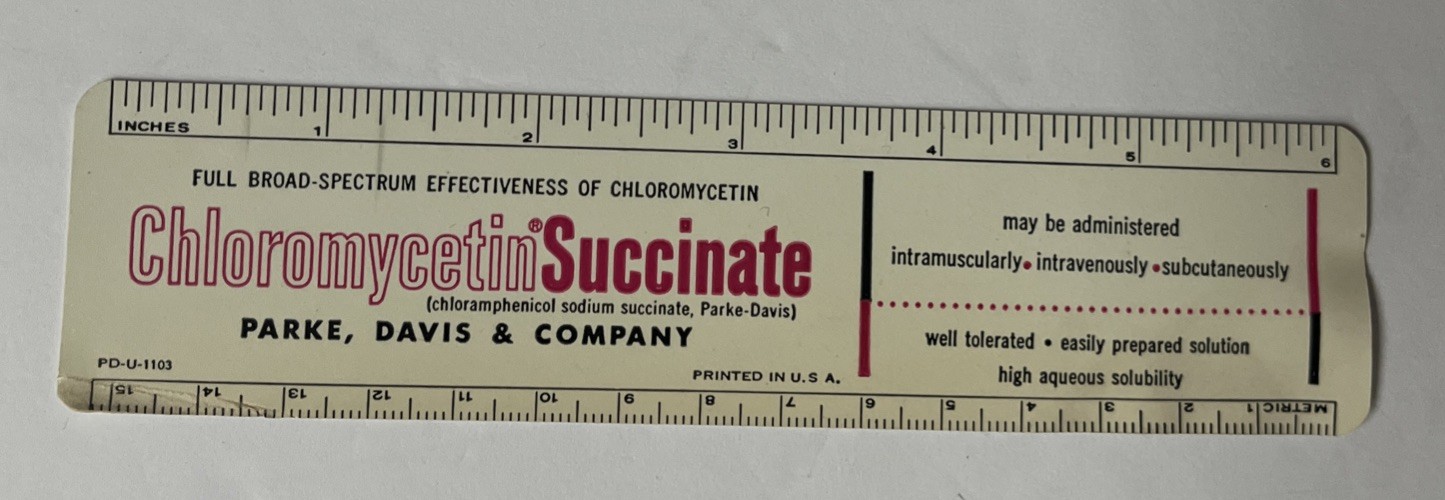 INCHES 1 2 3 4 5 6
FULL BROAD-SPECTRUM EFFECTIVENESS OF CHLOROMYCETIN
Chloromycetin® Succinate
(chloramphenicol sodium succinate, Parke-Davis)
PARKE, DAVIS & COMPANY
PD-U-1103
PRINTED IN U.S A.
may be administered
intramuscularly • intravenously • subcutaneously
well tolerated • easily prepared solution
high aqueous solubility
METRIC 1 2 3 4 5 6 7 8 9 10 11 12 13 14 15